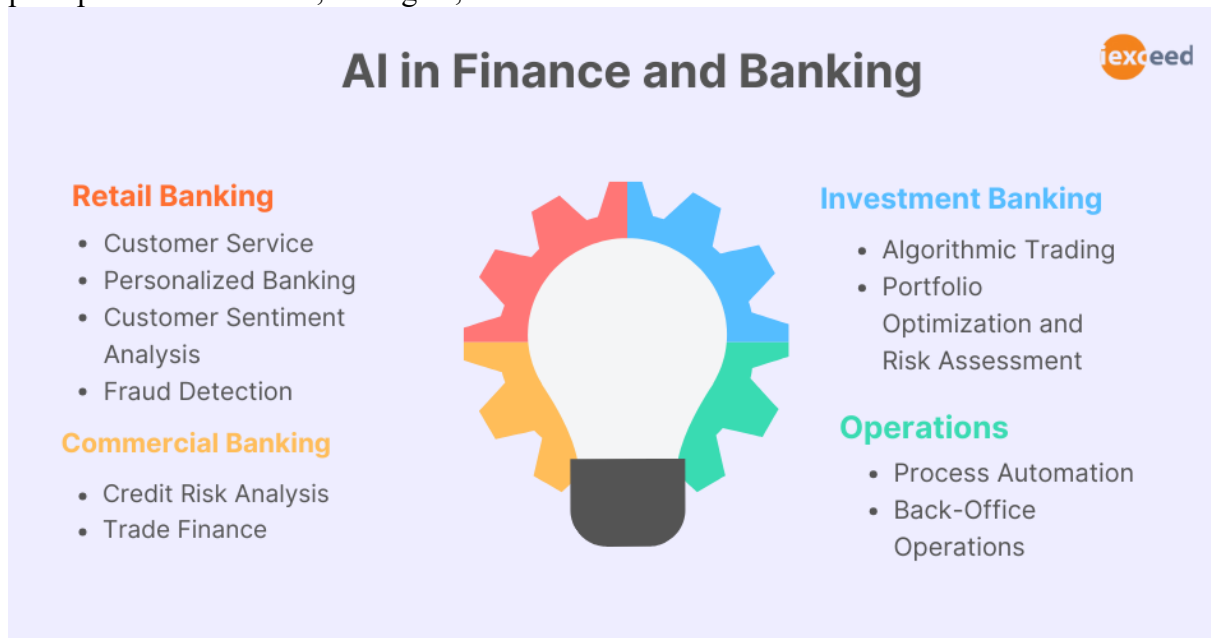 AI in Finance and Banking
iexceed
Retail Banking
• Customer Service
• Personalized Banking
• Customer Sentiment
Analysis
• Fraud Detection
Commercial Banking
• Credit Risk Analysis
• Trade Finance
Investment Banking
• Algorithmic Trading
• Portfolio
Optimization and
Risk Assessment
Operations
• Process Automation
• Back-Office
Operations